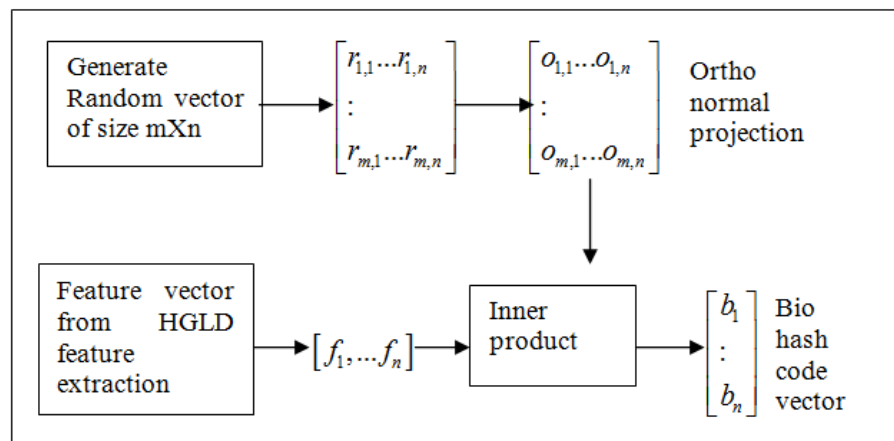 Generate
Random vector
of size mXn
r1,1...r1,n
:
rm,1...rm,n
o1,1...o1,n
:
om,1...om,n
Ortho
normal
projection
Feature vector
from HGLD
feature
extraction
[f1,...fn]
Inner
product
b1
:
bn
Bio
hash
code
vector